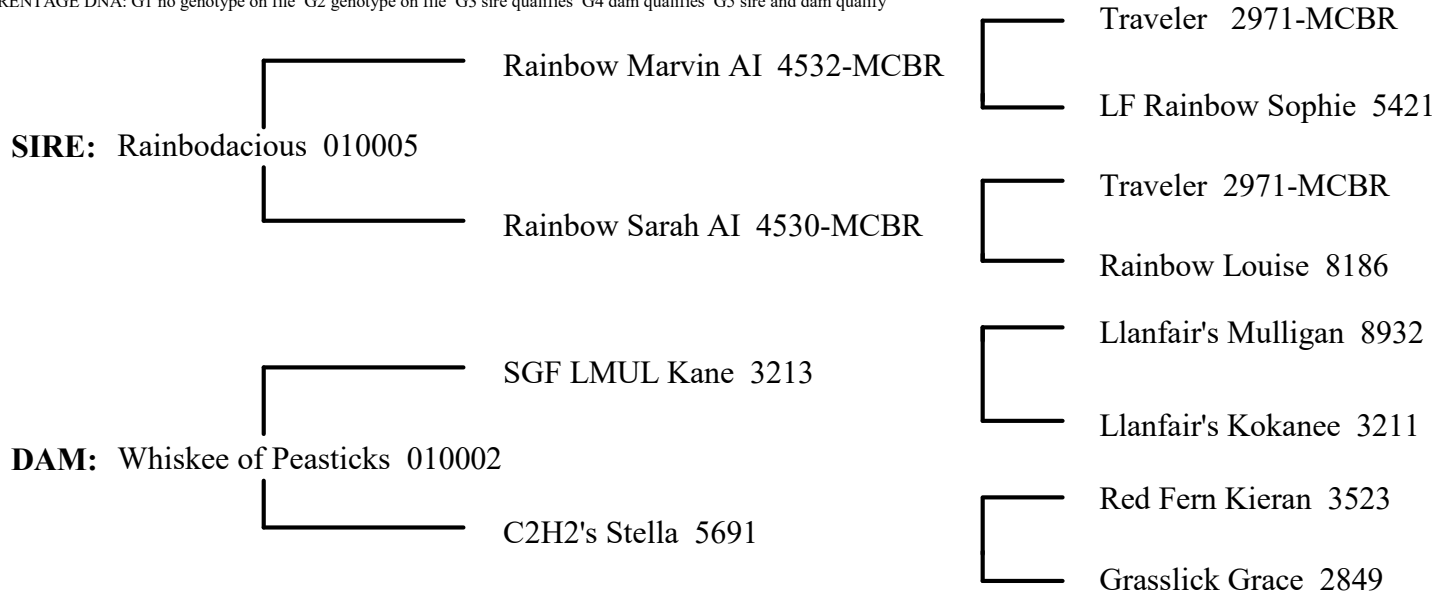 PARENTAGE DNA: G1 no genotype on file G2 genotype on file G3 sire qualifies G4 dam qualifies G5 sire and dam qualify
Traveler 2971-MCBR
Rainbow Marvin AI 4532-MCBR
LF Rainbow Sophie 5421
SIRE: Rainbodacious 010005
Traveler 2971-MCBR
Rainbow Sarah AI 4530-MCBR
Rainbow Louise 8186
Llanfair's Mulligan 8932
SGF LMUL Kane 3213
Llanfair's Kokanee 3211
DAM: Whiskee of Peasticks 010002
Red Fern Kieran 3523
C2H2's Stella 5691
Grasslick Grace 2849